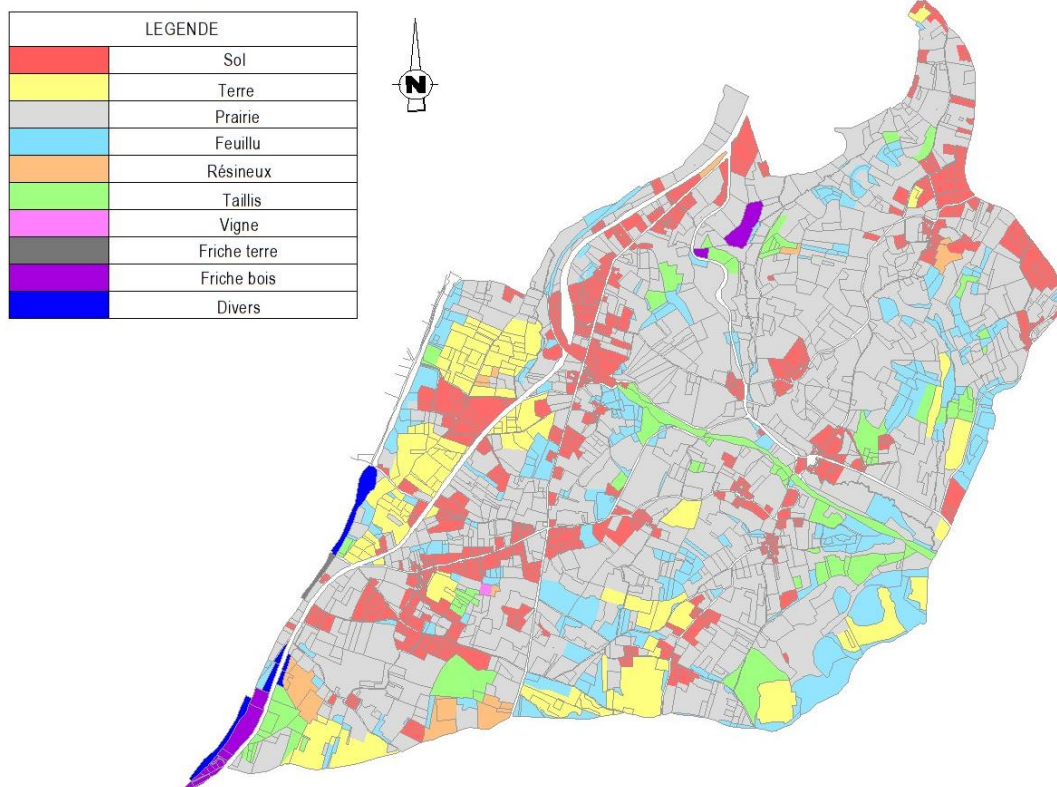 LEGENDE
Sol
Terre
Prairie
Feuillu
Résineux
Taillis
Vigne
Friche terre
Friche bois
Divers
N